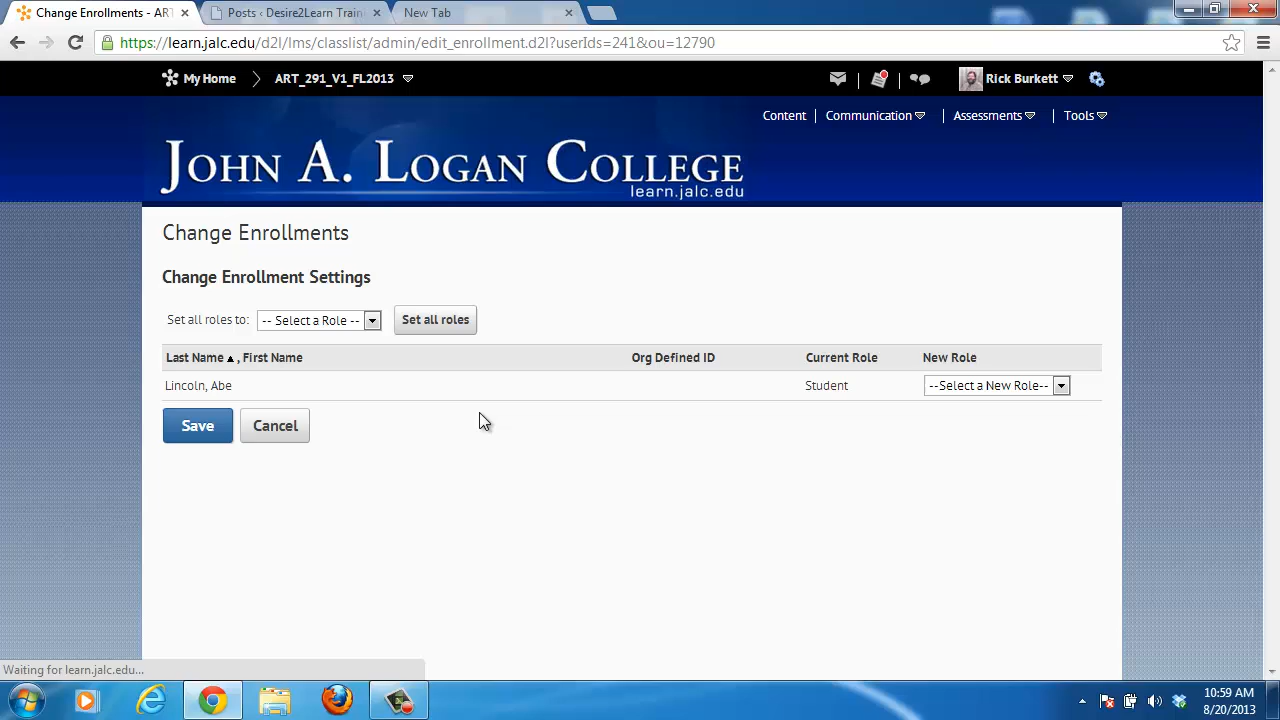 Change Enrollments - ART
Posts ‹ Desire2Learn Train
New Tab
https://learn.jalc.edu/d2l/lms/classlist/admin/edit_enrollment.d2l?userIds=241&ou=12790
My Home
ART_291_V1_FL2013
Rick Burkett
Content
Communication
Assessments
Tools
JOHN A. LOGAN COLLEGE
learn.jalc.edu
Change Enrollments
Change Enrollment Settings
Set all roles to:
-- Select a Role --
Set all roles
Last Name ▲ , First Name
Org Defined ID
Current Role
New Role
Lincoln, Abe
Student
--Select a New Role--
Save
Cancel
Waiting for learn.jalc.edu...
10:59 AM
8/20/2013